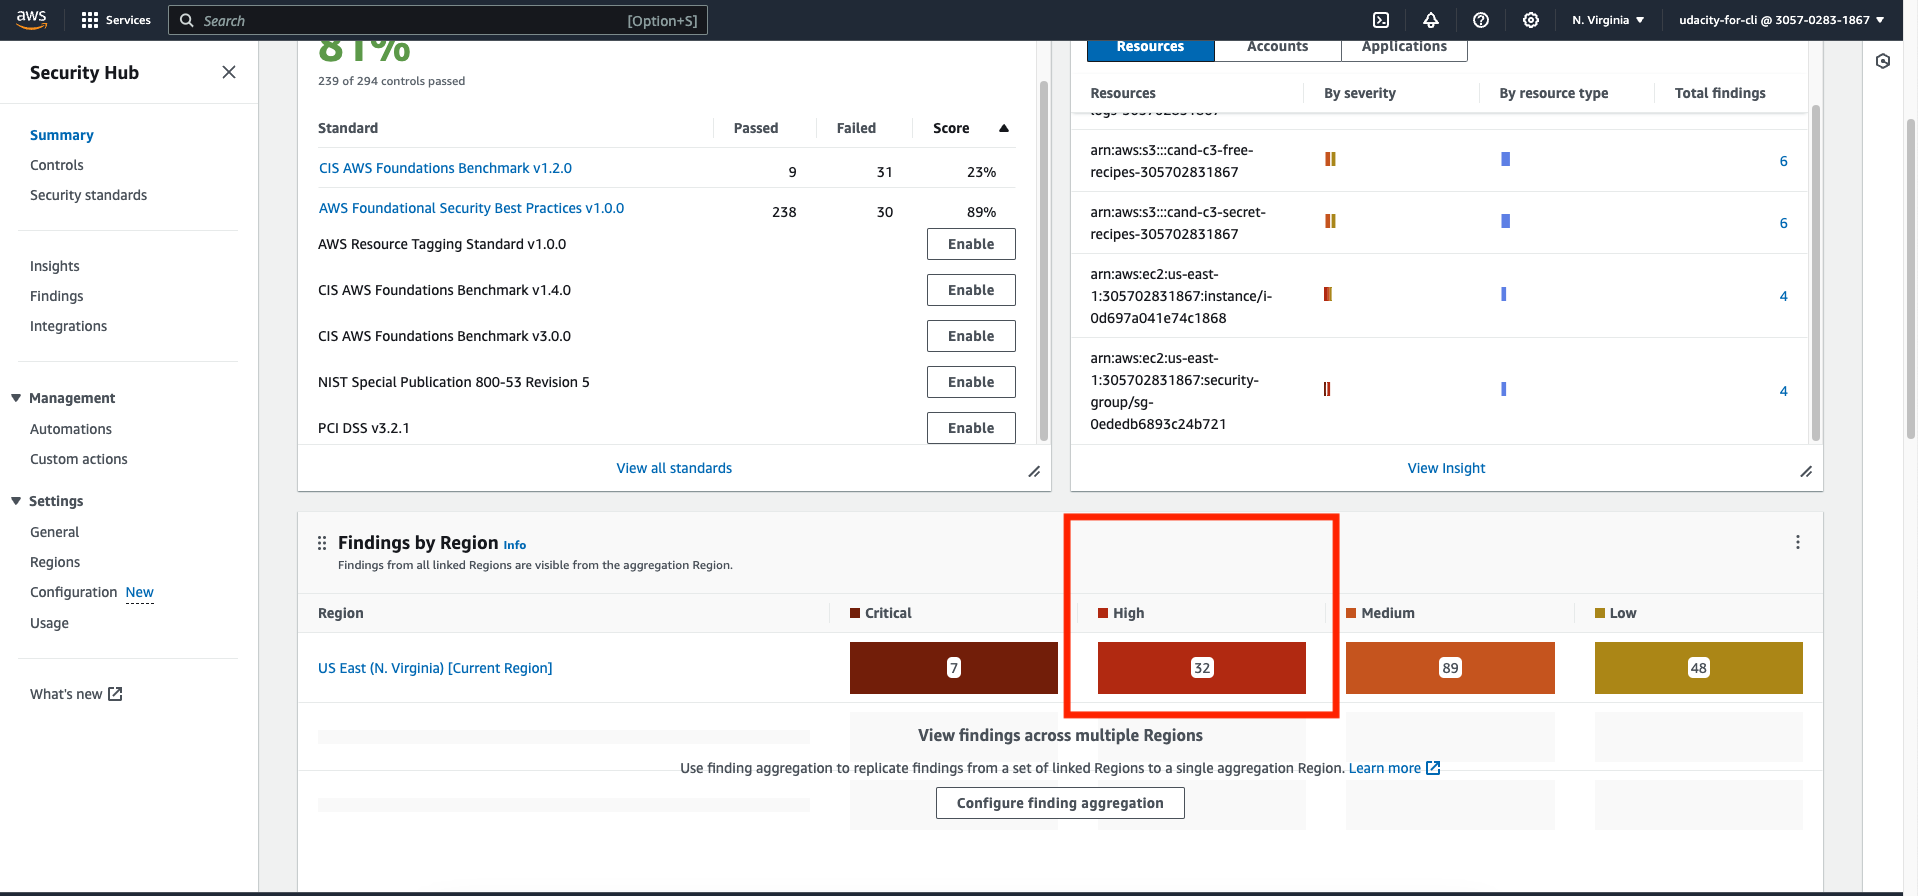 aws
Services
Search
[Option+S]
N. Virginia
udacity-for-cli @ 3057-0283-1867
Security Hub
Summary
Controls
Security standards
Insights
Findings
Integrations
Management
Automations
Custom actions
Settings
General
Regions
Configuration New
Usage
What's new
81%
239 of 294 controls passed
Standard Passed Failed Score
CIS AWS Foundations Benchmark v1.2.0 9 31 23%
AWS Foundational Security Best Practices v1.0.0 238 30 89%
AWS Resource Tagging Standard v1.0.0 Enable
CIS AWS Foundations Benchmark v1.4.0 Enable
CIS AWS Foundations Benchmark v3.0.0 Enable
NIST Special Publication 800-53 Revision 5 Enable
PCI DSS v3.2.1 Enable
View all standards
Resources Accounts Applications
Resources By severity By resource type Total findings
logs-305702831867
arn:aws:s3:::cand-c3-free-
recipes-305702831867
6
arn:aws:s3:::cand-c3-secret-
recipes-305702831867
6
arn:aws:ec2:us-east-
1:305702831867:instance/i-
0d697a041e74c1868
4
arn:aws:ec2:us-east-
1:305702831867:security-
group/sg-
0ededb6893c24b721
4
View Insight
Findings by Region Info
Findings from all linked Regions are visible from the aggregation Region.
Region Critical High Medium Low
US East (N. Virginia) [Current Region] 7 32 89 48
View findings across multiple Regions
Use finding aggregation to replicate findings from a set of linked Regions to a single aggregation Region. Learn more
Configure finding aggregation